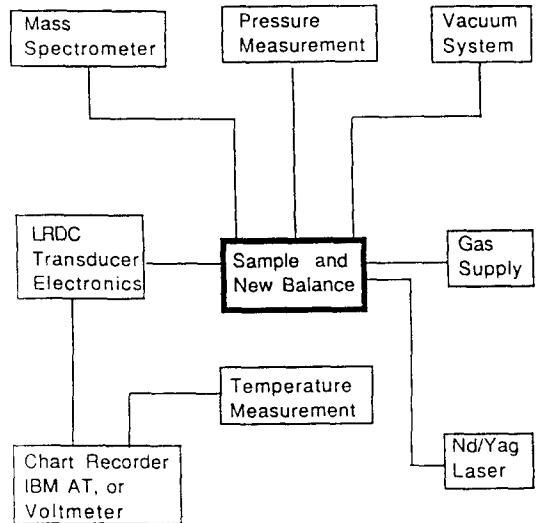 Mass
Spectrometer
Pressure
Measurement
Vacuum
System
LRDC
Transducer
Electronics
Sample and
New Balance
Gas
Supply
Temperature
Measurement
Chart Recorder
IBM AT, or
Voltmeter
Nd/Yag
Laser